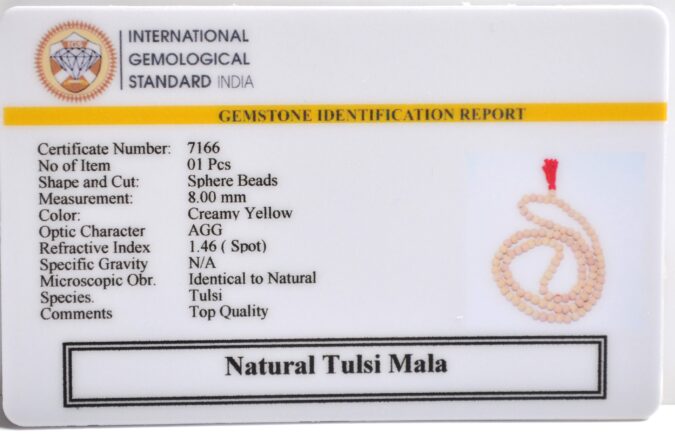 INTERNATIONAL
GEMOLOGICAL
STANDARD INDIA
GEMSTONE IDENTIFICATION REPORT
Certificate Number: 7166
No of Item 01 Pcs
Shape and Cut: Sphere Beads
Measurement: 8.00 mm
Color: Creamy Yellow
Optic Character AGG
Refractive Index 1.46 ( Spot)
Specific Gravity N/A
Microscopic Obr. Identical to Natural
Species. Tulsi
Comments Top Quality
Natural Tulsi Mala